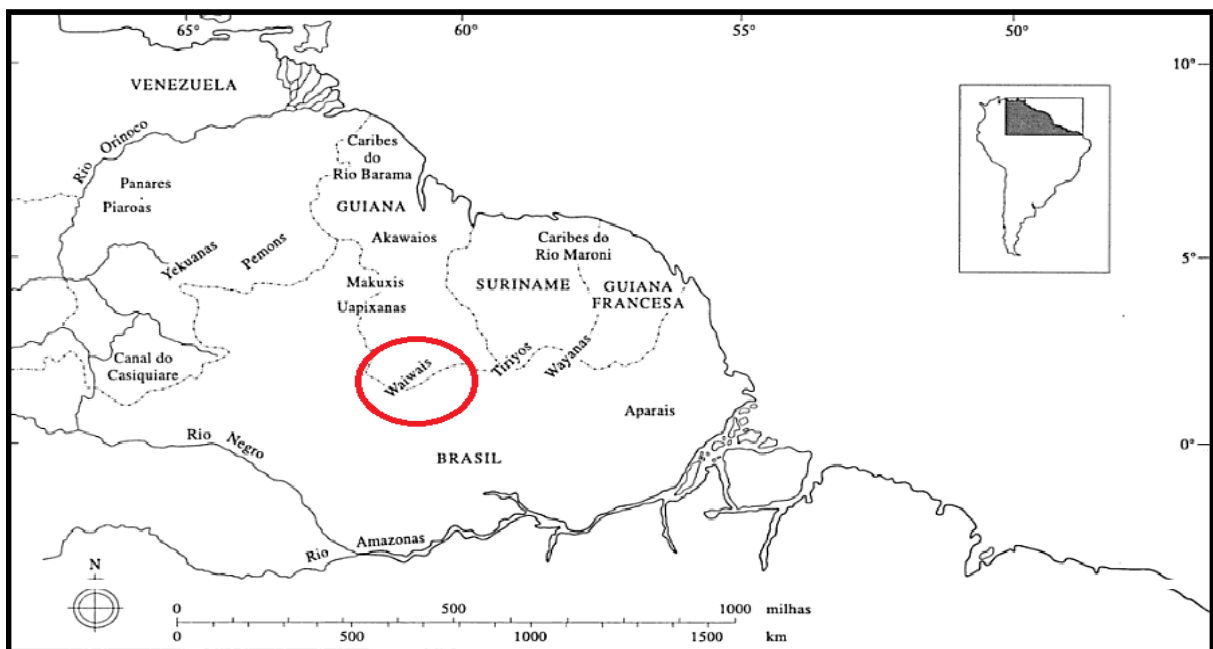 65° 60° 55° 50°
10°
VENEZUELA
Rio Orinoco
Caribes
do
Rio Barama
Panares
Piaroas
GUIANA
Akawaios
Caribes do
Rio Maroni
Yekuanas
Pemons
5°
Makuxis
SURINAME
GUIANA
FRANCESA
Uapixanas
Canal do
Casiquiare
Waiwais
Tiriyos
Wayanas
Aparais
Rio Negro
0°
BRASIL
Rio Amazonas
N
0 500 1000 milhas
0 500 1000 1500 km